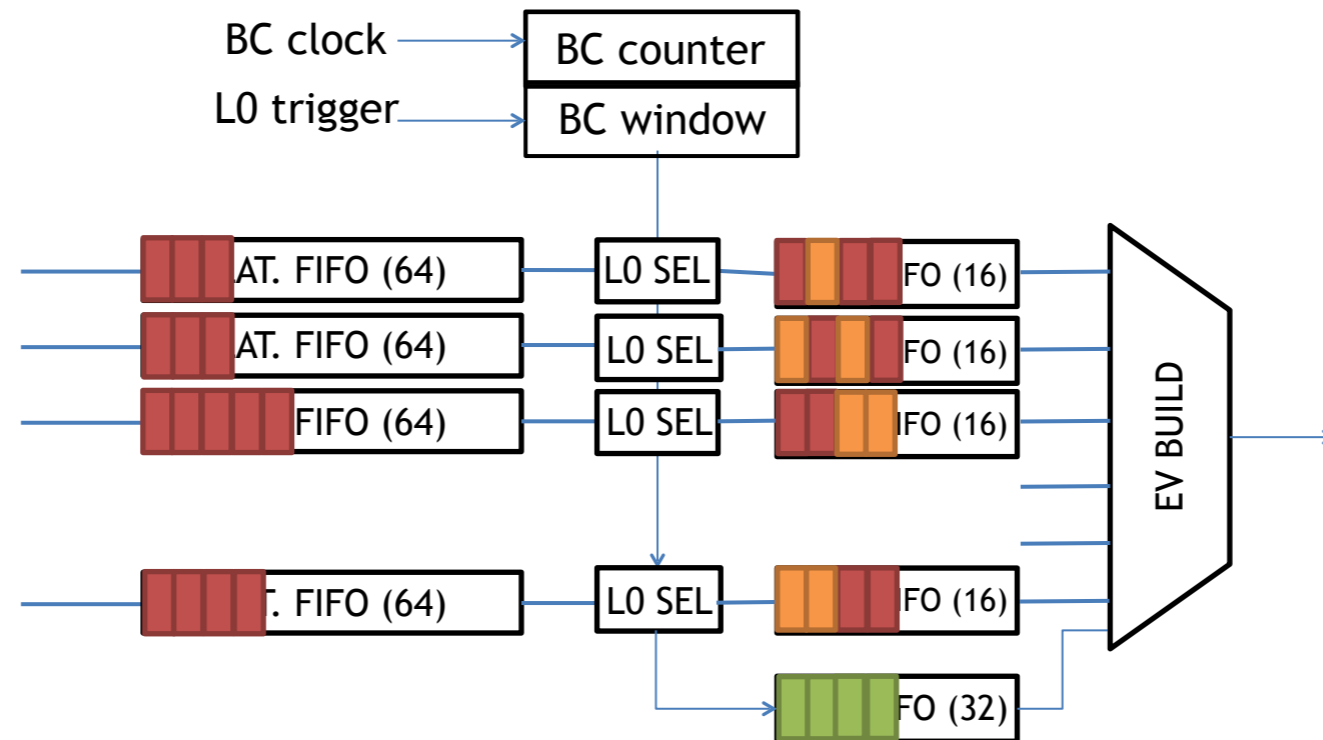 BC clock
BC counter
L0 trigger
BC window
AT. FIFO (64)
L0 SEL
FO (16)
AT. FIFO (64)
L0 SEL
FO (16)
FIFO (64)
L0 SEL
IFO (16)
EV BUILD
T. FIFO (64)
L0 SEL
IFO (16)
FO (32)